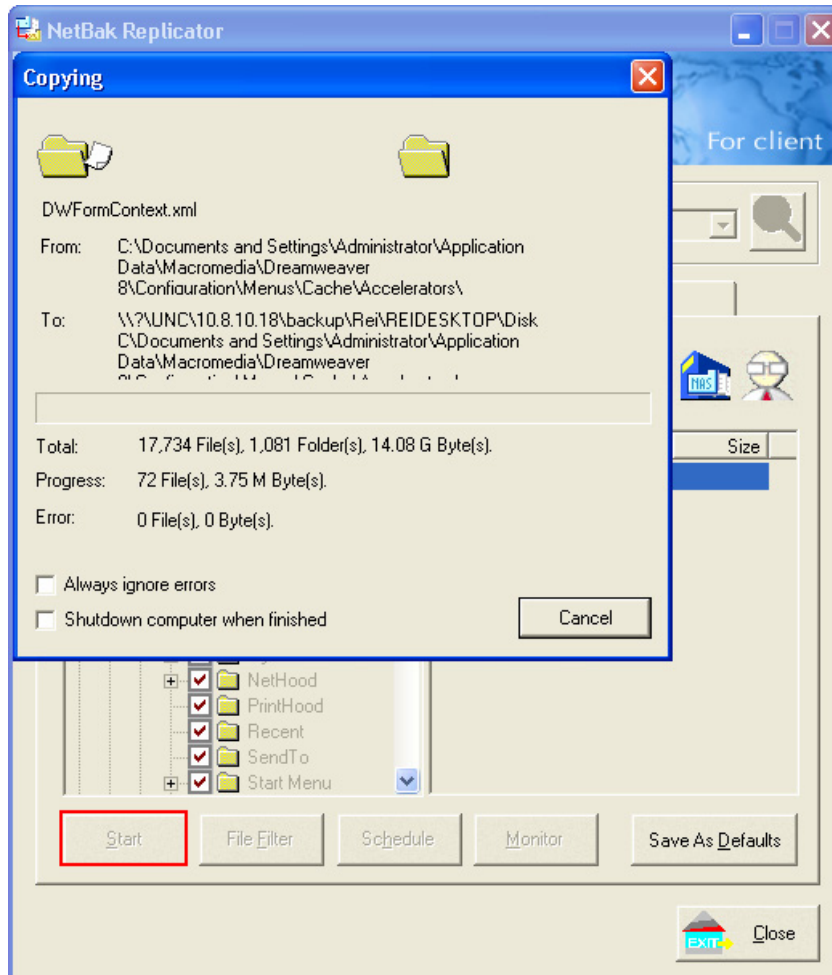 NetBak Replicator
Copying
For client
DWFormContext.xml
From: C:\Documents and Settings\Administrator\Application
Data\Macromedia\Dreamweaver
8\Configuration\Menus\Cache\Accelerators\
To: \\?\UNC\10.8.10.18\backup\Rei\REIDESKTOP\Disk
C\Documents and Settings\Administrator\Application
Data\Macromedia\Dreamweaver
NAS
Size
Total: 17,734 File(s), 1,081 Folder(s), 14.08 G Byte(s).
Progress: 72 File(s), 3.75 M Byte(s).
Error: 0 File(s), 0 Byte(s).
Always ignore errors
Shutdown computer when finished
Cancel
NetHood
PrintHood
Recent
SendTo
Start Menu
Start
File Filter
Schedule
Monitor
Save As Defaults
EXIT
Close